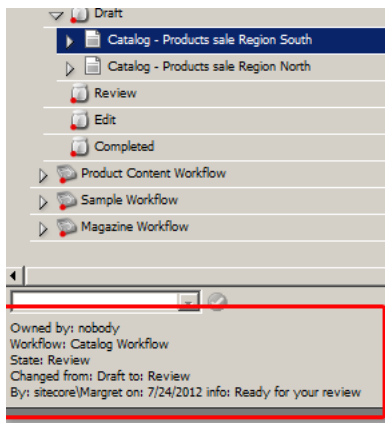 Draft
Catalog - Products sale Region South
Catalog - Products sale Region North
Review
Edit
Completed
Product Content Workflow
Sample Workflow
Magazine Workflow
Owned by: nobody
Workflow: Catalog Workflow
State: Review
Changed from: Draft to: Review
By: sitecore\Margret on: 7/24/2012 info: Ready for your review